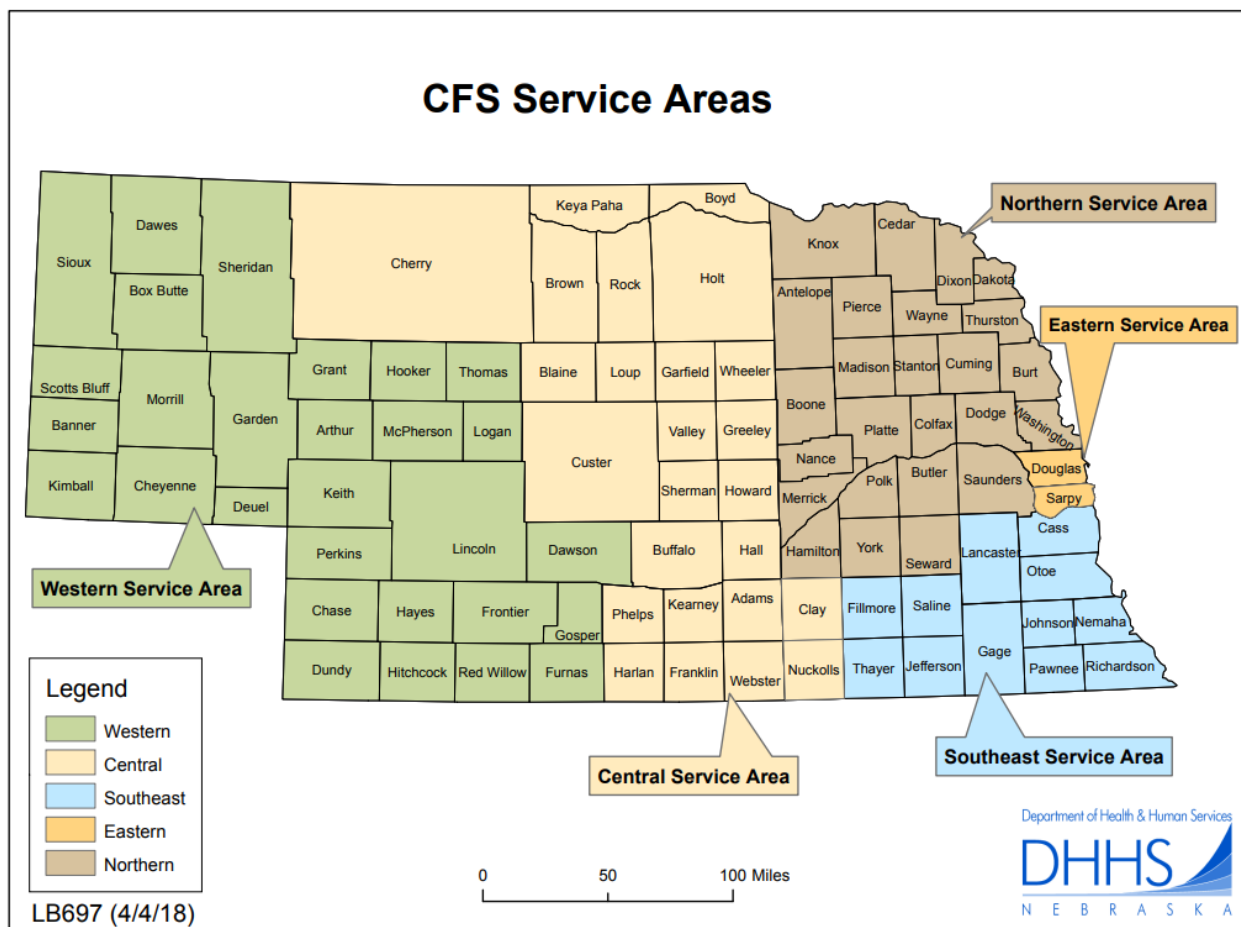 CFS Service Areas
Keya Paha
Boyd
Northern Service Area
Dawes
Knox
Cedar
Sioux
Sheridan
Cherry
Brown
Rock
Holt
Dixon
Dakota
Box Butte
Antelope
Pierce
Wayne
Thurston
Eastern Service Area
Scotts Bluff
Morrill
Grant
Hooker
Thomas
Blaine
Loup
Garfield
Wheeler
Madison
Stanton
Cuming
Burt
Banner
Garden
Arthur
McPherson
Logan
Custer
Valley
Greeley
Boone
Platte
Colfax
Dodge
Washington
Kimball
Cheyenne
Deuel
Keith
Sherman
Howard
Nance
Merrick
Polk
Butler
Saunders
Douglas
Sarpy
Perkins
Lincoln
Dawson
Buffalo
Hall
Hamilton
York
Seward
Lancaster
Cass
Otoe
Western Service Area
Chase
Hayes
Frontier
Gosper
Phelps
Kearney
Adams
Clay
Fillmore
Saline
Johnson
Nemaha
Dundy
Hitchcock
Red Willow
Furnas
Harlan
Franklin
Webster
Nuckolls
Thayer
Jefferson
Gage
Pawnee
Richardson
Legend
Western
Central
Southeast
Eastern
Northern
Central Service Area
Southeast Service Area
0 50 100 Miles
LB697 (4/4/18)
Department of Health & Human Services
DHHS
NEBRASKA